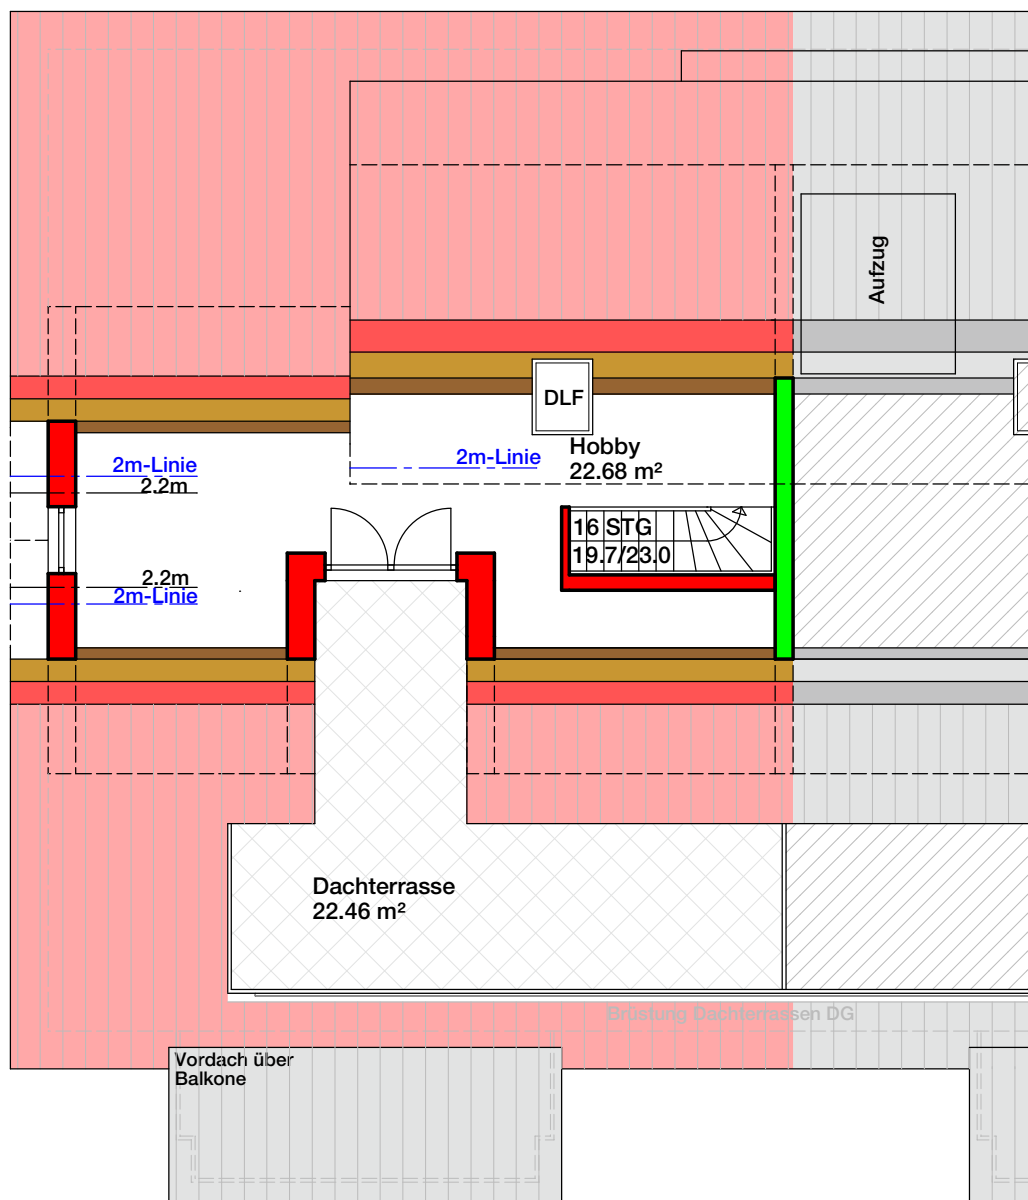 Aufzug
DLF
Hobby
22.68 m²
2m-Linie
2m-Linie
2.2m
16 STG
19.7/23.0
2.2m
2m-Linie
Dachterrasse
22.46 m²
Brüstung Dachterrassen DG
Vordach über
Balkone